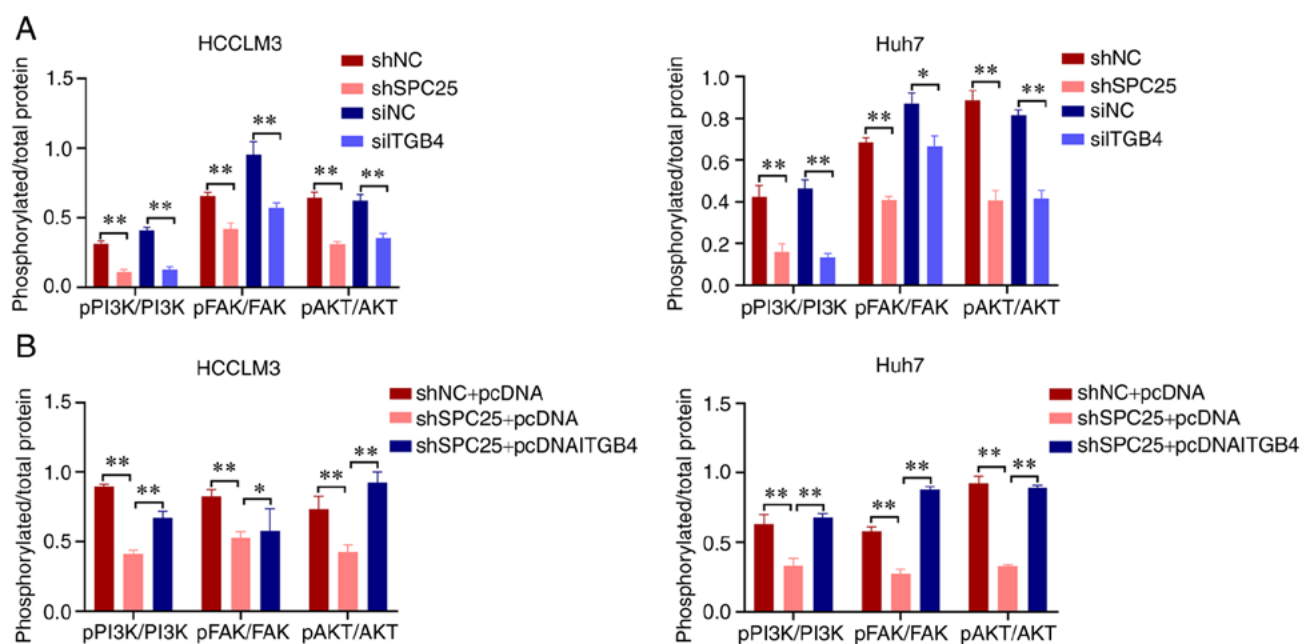 A
HCCLM3
shNC
shSPC25
siNC
silTGB4
Phosphorylated/total protein
1.5
1.0
0.5
0.0
**
**
**
**
**
**
pPI3K/PI3K pFAK/FAK pAKT/AKT
Huh7
shNC
shSPC25
siNC
silTGB4
Phosphorylated/total protein
1.0
0.8
0.6
0.4
0.2
0.0
**
**
**
*
**
**
pPI3K/PI3K pFAK/FAK pAKT/AKT
B
HCCLM3
shNC+pcDNA
shSPC25+pcDNA
shSPC25+pcDNAITGB4
Phosphorylated/total protein
1.5
1.0
0.5
0.0
**
**
**
*
**
**
pPI3K/PI3K pFAK/FAK pAKT/AKT
Huh7
shNC+pcDNA
shSPC25+pcDNA
shSPC25+pcDNAITGB4
Phosphorylated/total protein
1.5
1.0
0.5
0.0
**
**
**
**
**
**
pPI3K/PI3K pFAK/FAK pAKT/AKT